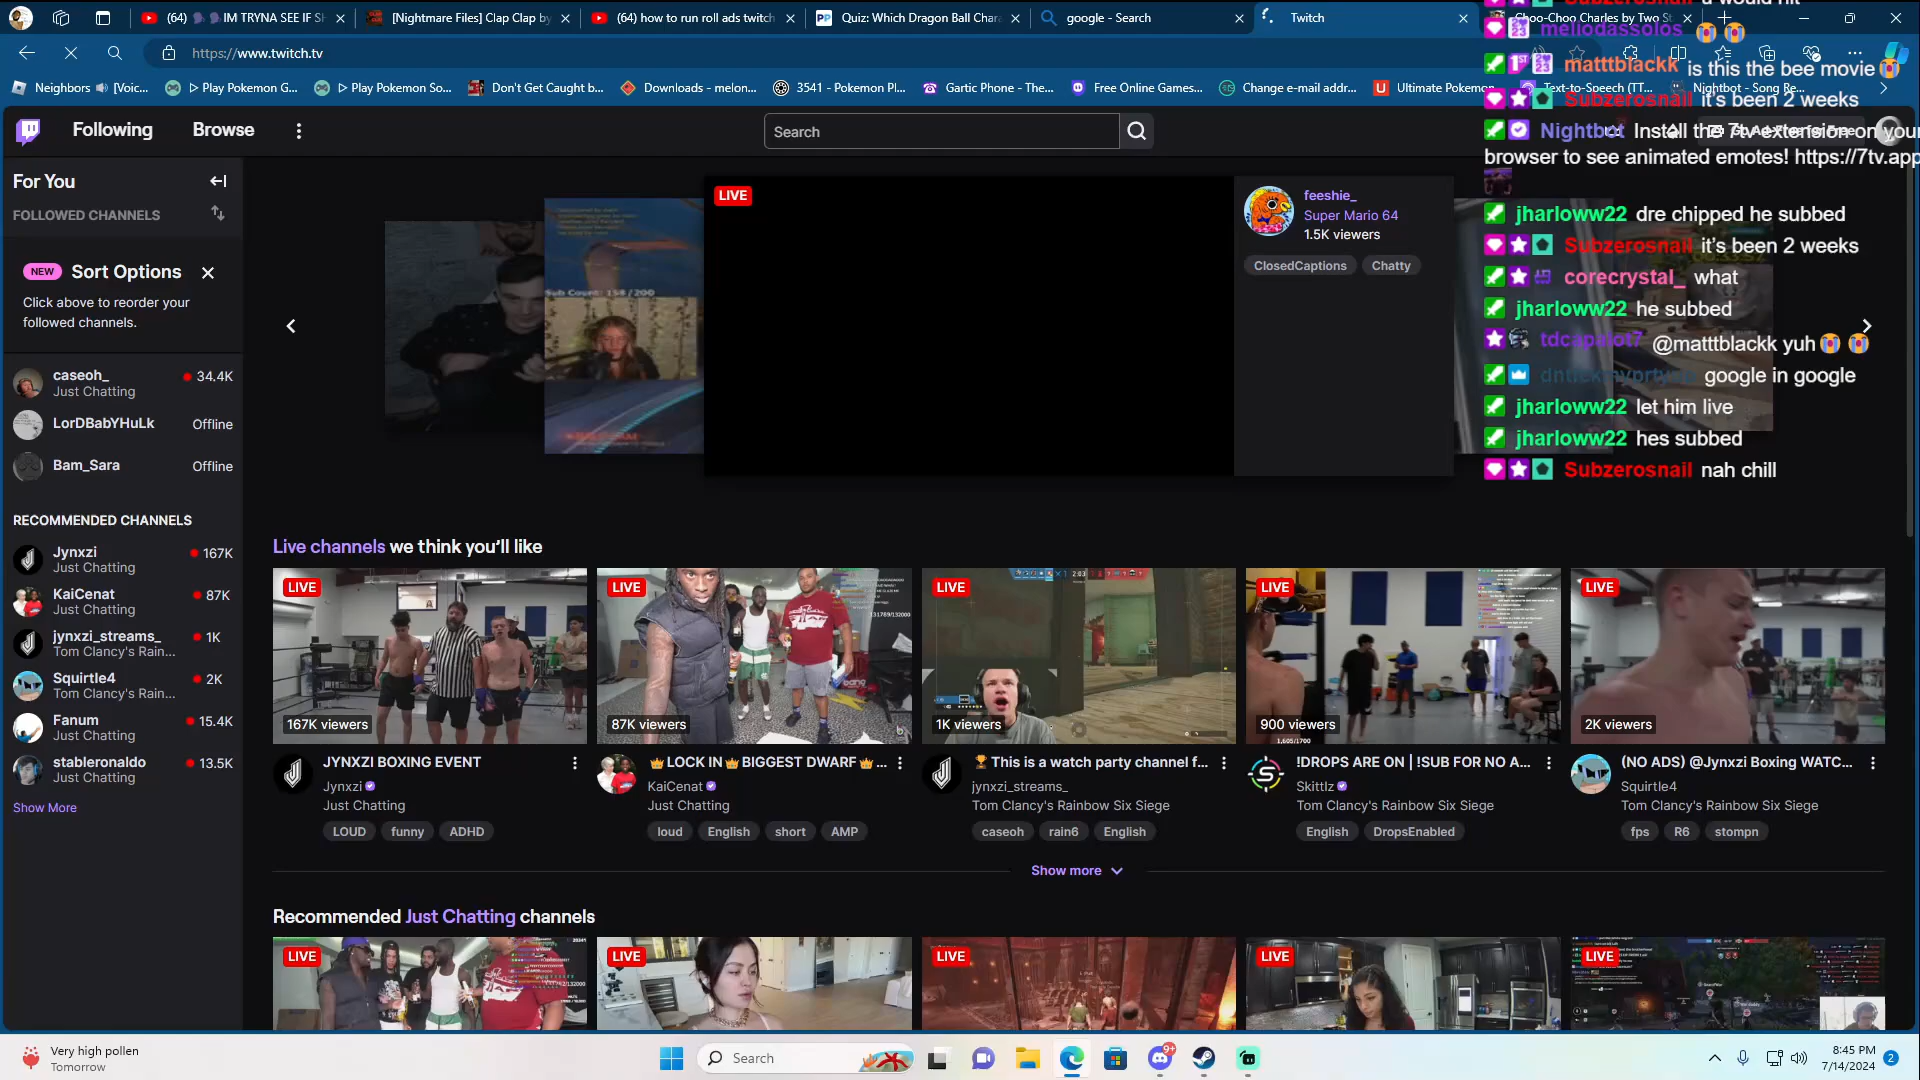 (64) IM TRYNA SEE IF SH
[Nightmare Files] Clap Clap by
(64) how to run roll ads twitch
Quiz: Which Dragon Ball Chara
google - Search
Twitch
Choo-Choo Charles by Two St
https://www.twitch.tv
Neighbors [Voic...
▷ Play Pokemon G...
▷ Play Pokemon So...
Don't Get Caught b...
Downloads - melon...
3541 - Pokemon Pl...
Gartic Phone - The...
Free Online Games...
Change e-mail addr...
Ultimate Pokemon
Text-to-Speech (TT...
Nightbot - Song Re...
Following
Browse
Search
meliodassolos
matttblackk is this the bee movie😭
Subzerosnail it's been 2 weeks
Nightbot Install the 7tv extension on your
browser to see animated emotes! https://7tv.app
jharloww22 dre chipped he subbed
Subzerosnail it's been 2 weeks
corecrystal_ what
jharloww22 he subbed
tdcapalot7 @matttblackk yuh😭 😭
google in google
jharloww22 let him live
jharloww22 hes subbed
Subzerosnail nah chill
For You
FOLLOWED CHANNELS
NEW Sort Options
Click above to reorder your
followed channels.
caseoh_ 34.4K
Just Chatting
LorDBabYHuLk Offline
Bam_Sara Offline
RECOMMENDED CHANNELS
Jynxzi 167K
Just Chatting
KaiCenat 87K
Just Chatting
jynxzi_streams_ 1K
Tom Clancy's Rain...
Squirtle4 2K
Tom Clancy's Rain...
Fanum 15.4K
Just Chatting
stableronaldo 13.5K
Just Chatting
Show More
Sub Count: 158 / 200
LIVE
feeshie_
Super Mario 64
1.5K viewers
ClosedCaptions Chatty
Live channels we think you'll like
LIVE
167K viewers
JYNXZI BOXING EVENT
Jynxzi
Just Chatting
LOUD funny ADHD
LIVE
87K viewers
👑LOCK IN👑BIGGEST DWARF👑...
KaiCenat
Just Chatting
loud English short AMP
LIVE
2:03
1K viewers
🏆This is a watch party channel f...
jynxzi_streams_
Tom Clancy's Rainbow Six Siege
caseoh rain6 English
LIVE
900 viewers
1,605/1700
!DROPS ARE ON | !SUB FOR NO A...
Skittlz
Tom Clancy's Rainbow Six Siege
English DropsEnabled
LIVE
2K viewers
(NO ADS) @Jynxzi Boxing WATC...
Squirtle4
Tom Clancy's Rainbow Six Siege
fps R6 stompn
Show more
Recommended Just Chatting channels
LIVE
LIVE
LIVE
LIVE
LIVE
Very high pollen
Tomorrow
Search
9+
8:45 PM
7/14/2024
2